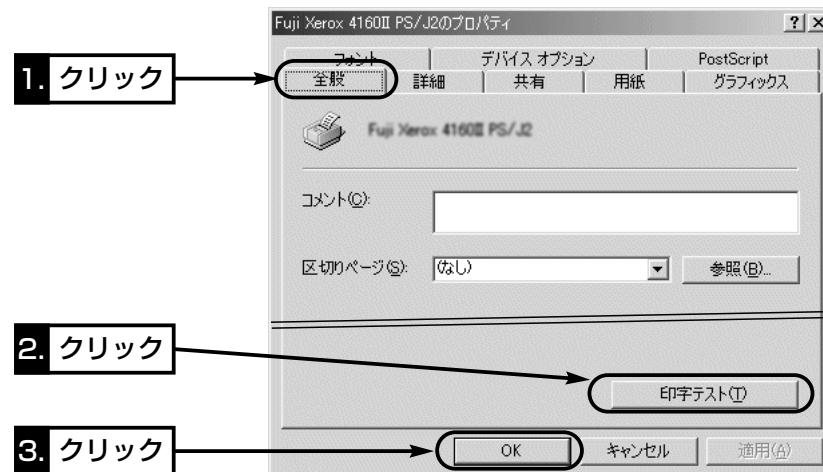 Fuji Xerox 4160II PS/J2のプロパティ
フォント デバイス オプション PostScript
全般 詳細 共有 用紙 グラフィックス
1. クリック
Fuji Xerox 4160II PS/J2
コメント(C):
区切りページ(S): (なし) 参照(B)...
2. クリック
印字テスト(T)
3. クリック
OK キャンセル 適用(A)